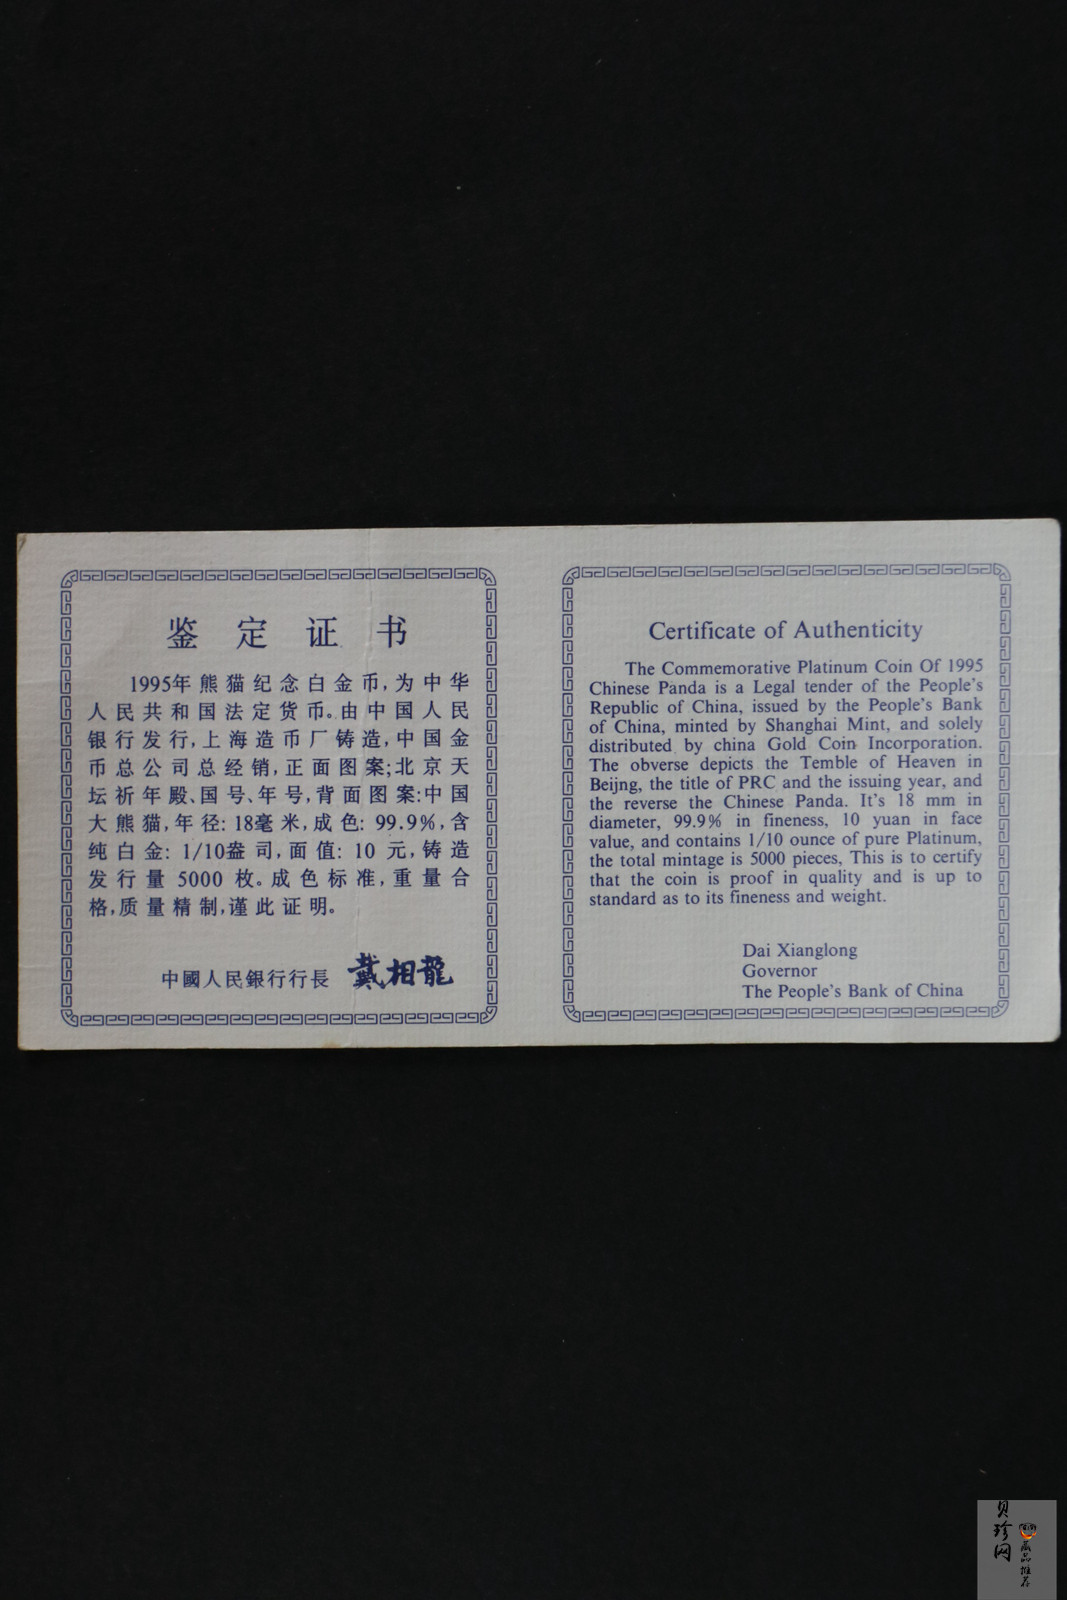 鉴定证书
1995年熊猫纪念白金币,为中华
人民共和国法定货币。由中国人民
银行发行,上海造币厂铸造,中国金
币总公司总经销,正面图案;北京天
坛祈年殿、国号、年号,背面图案:中国
大熊猫,年径:18毫米,成色:99.9%,含
纯白金:1/10盎司,面值:10元,铸造
发行量5000枚。成色标准,重量合
格,质量精制,谨此证明。
中國人民銀行行長 戴相龍
Certificate of Authenticity
The Commemorative Platinum Coin Of 1995
Chinese Panda is a Legal tender of the People's
Republic of China, issued by the People's Bank
of China, minted by Shanghai Mint, and solely
distributed by china Gold Coin Incorporation.
The obverse depicts the Temble of Heaven in
Beijng, the title of PRC and the issuing year, and
the reverse the Chinese Panda. It's 18 mm in
diameter, 99.9% in fineness, 10 yuan in face
value, and contains 1/10 ounce of pure Platinum,
the total mintage is 5000 pieces, This is to certify
that the coin is proof in quality and is up to
standard as to its fineness and weight.
Dai Xianglong
Governor
The People's Bank of China
贝珍网
藏品推荐